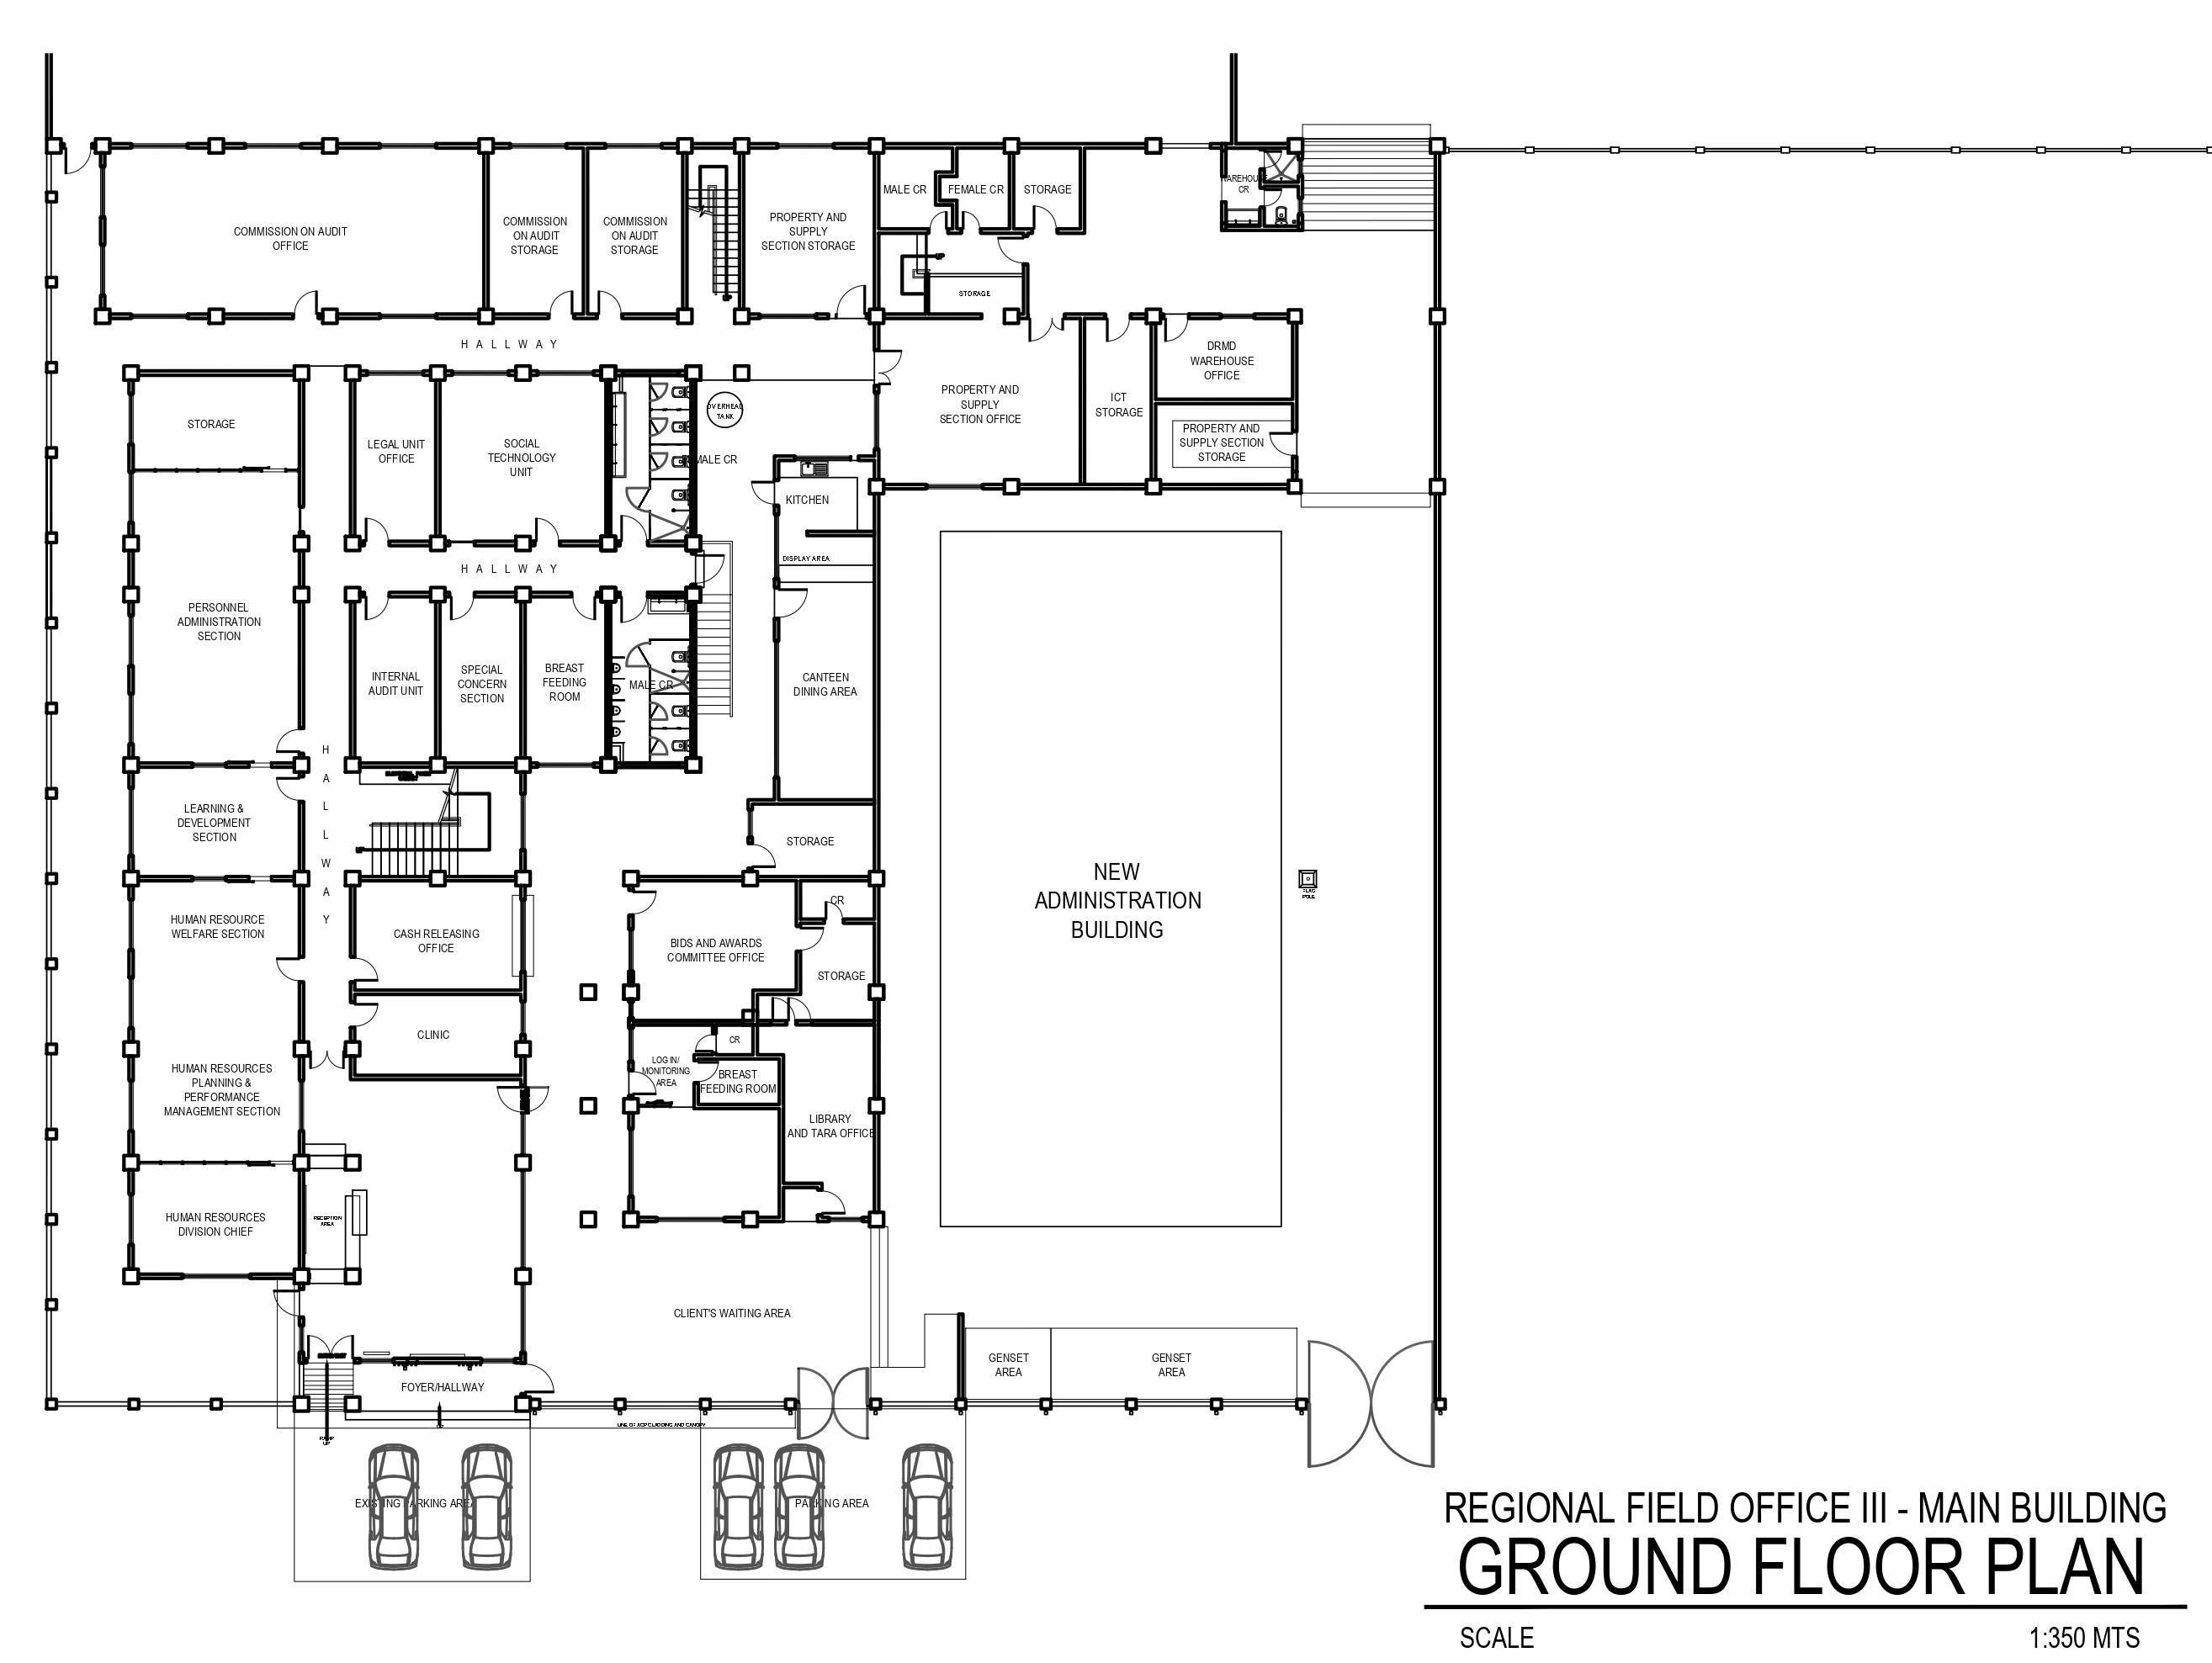 MALE CR
FEMALE CR
STORAGE
WAREHOUSE
CR
COMMISSION ON AUDIT
OFFICE
COMMISSION
ON AUDIT
STORAGE
COMMISSION
ON AUDIT
STORAGE
PROPERTY AND
SUPPLY
SECTION STORAGE
UP
STORAGE
UP
HALLWAY
DRMD
WAREHOUSE
OFFICE
PROPERTY AND
SUPPLY
SECTION OFFICE
ICT
STORAGE
OVERHEAD
TANK
STORAGE
LEGAL UNIT
OFFICE
SOCIAL
TECHNOLOGY
UNIT
FEMALE CR
PROPERTY AND
SUPPLY SECTION
STORAGE
KITCHEN
DISPLAY AREA
HALLWAY
PERSONNEL
ADMINISTRATION
SECTION
INTERNAL
AUDIT UNIT
SPECIAL
CONCERN
SECTION
BREAST
FEEDING
ROOM
MALE CR
CANTEEN
DINING AREA
HALLWAY
LEARNING &
DEVELOPMENT
SECTION
UP
STORAGE
NEW
ADMINISTRATION
BUILDING
FLAG
POLE
HUMAN RESOURCE
WELFARE SECTION
CASH RELEASING
OFFICE
BIDS AND AWARDS
COMMITTEE OFFICE
CR
STORAGE
CLINIC
CR
LOG IN/
MONITORING
AREA
BREAST
FEEDING ROOM
HUMAN RESOURCES
PLANNING &
PERFORMANCE
MANAGEMENT SECTION
LIBRARY
AND TARA OFFICE
HUMAN RESOURCES
DIVISION CHIEF
RECEPTION
AREA
CLIENT'S WAITING AREA
GENSET
AREA
GENSET
AREA
FOYER/HALLWAY
LINE OF ACP CLADDING AND CANOPY
RAMP
UP
UP
EXISTING PARKING AREA
PARKING AREA
REGIONAL FIELD OFFICE III - MAIN BUILDING
GROUND FLOOR PLAN
SCALE
1:350 MTS